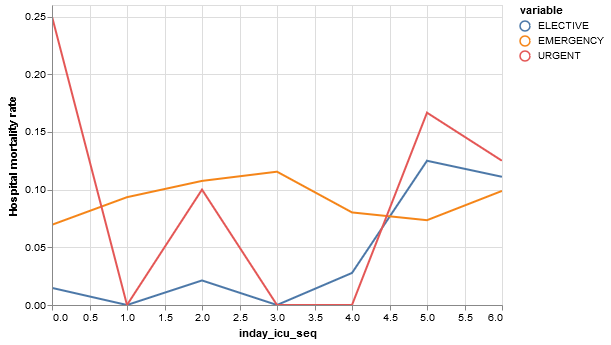 variable
ELECTIVE
EMERGENCY
URGENT
Hospital mortality rate
0.25
0.20
0.15
0.10
0.05
0.00
0.0 0.5 1.0 1.5 2.0 2.5 3.0 3.5 4.0 4.5 5.0 5.5 6.0
inday_icu_seq